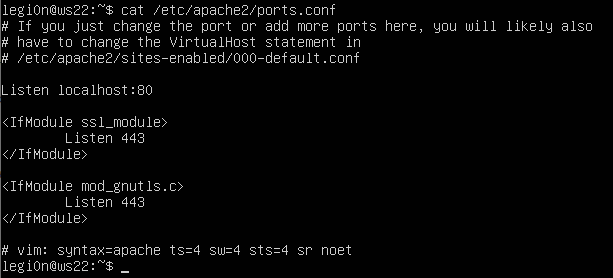 legi0n@ws22:~$ cat /etc/apache2/ports.conf
# If you just change the port or add more ports here, you will likely also
# have to change the VirtualHost statement in
# /etc/apache2/sites-enabled/000-default.conf
Listen localhost:80
<IfModule ssl_module>
Listen 443
</IfModule>
<IfModule mod_gnutls.c>
Listen 443
</IfModule>
# vim: syntax=apache ts=4 sw=4 sts=4 sr noet
legi0n@ws22:~$ _